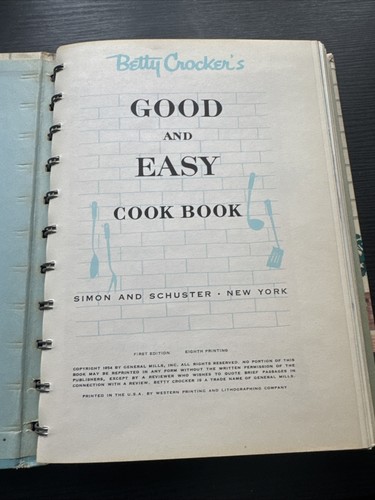 Betty Crocker's
GOOD
AND
EASY
COOK BOOK
SIMON AND SCHUSTER • NEW YORK
FIRST EDITION EIGHTH PRINTING
COPYRIGHT 1954 BY GENERAL MILLS, INC. ALL RIGHTS RESERVED. NO PORTION OF THIS
BOOK MAY BE REPRINTED IN ANY FORM WITHOUT THE WRITTEN PERMISSION OF THE
PUBLISHERS, EXCEPT BY A REVIEWER WHO WISHES TO QUOTE BRIEF PASSAGES IN
CONNECTION WITH A REVIEW. BETTY CROCKER IS A TRADE NAME OF GENERAL MILLS.
PRINTED IN THE U.S.A. BY WESTERN PRINTING AND LITHOGRAPHING COMPANY